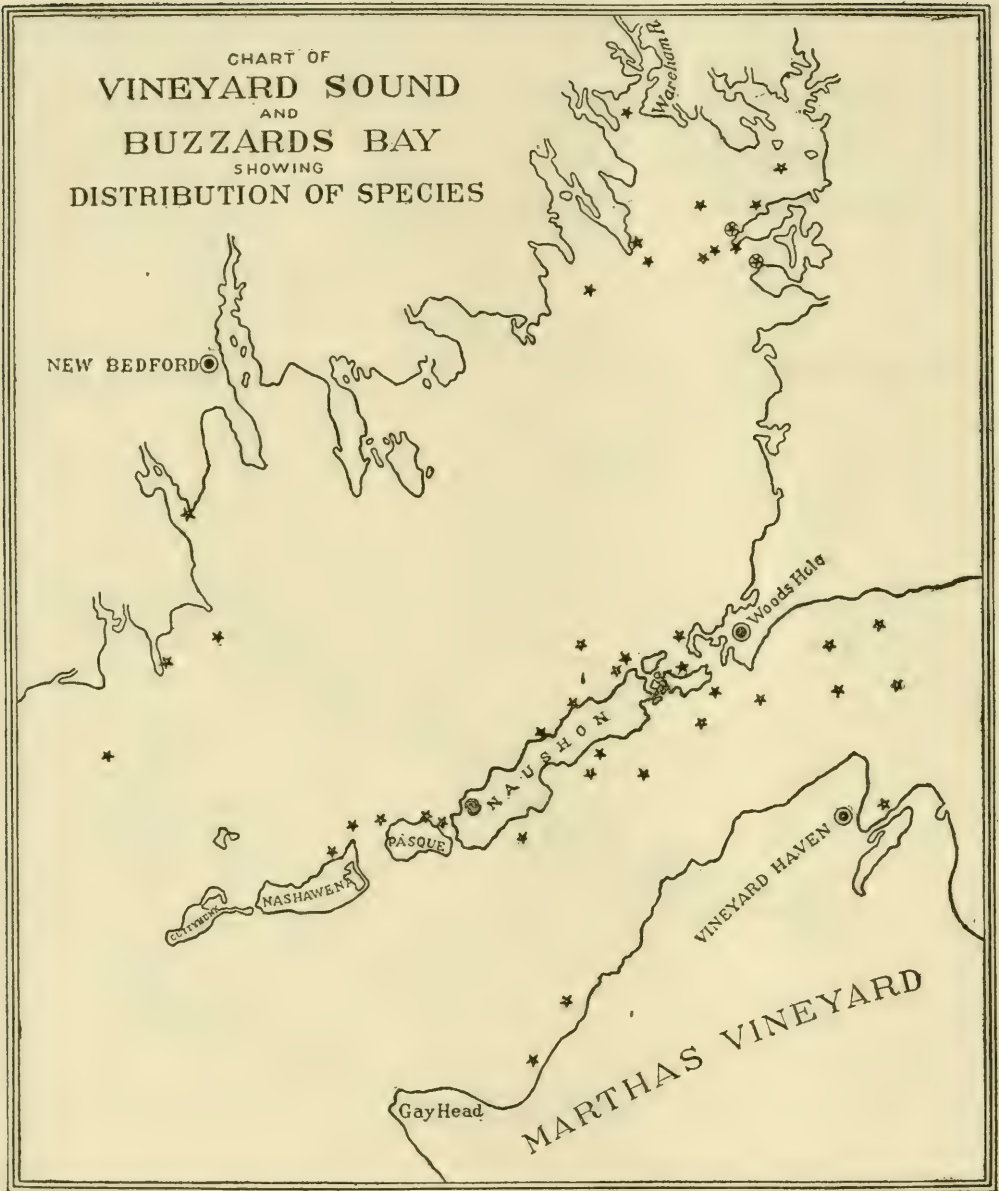 CHART OF
VINEYARD SOUND
AND
BUZZARDS BAY
SHOWING
DISTRIBUTION OF SPECIES
Wareham R.
NEW BEDFORD
Woods Hole
NAUSHON
PASQUE
NASHAWENA
CUTTYHUNK
VINEYARD HAVEN
MARTHAS VINEYARD
Gay Head